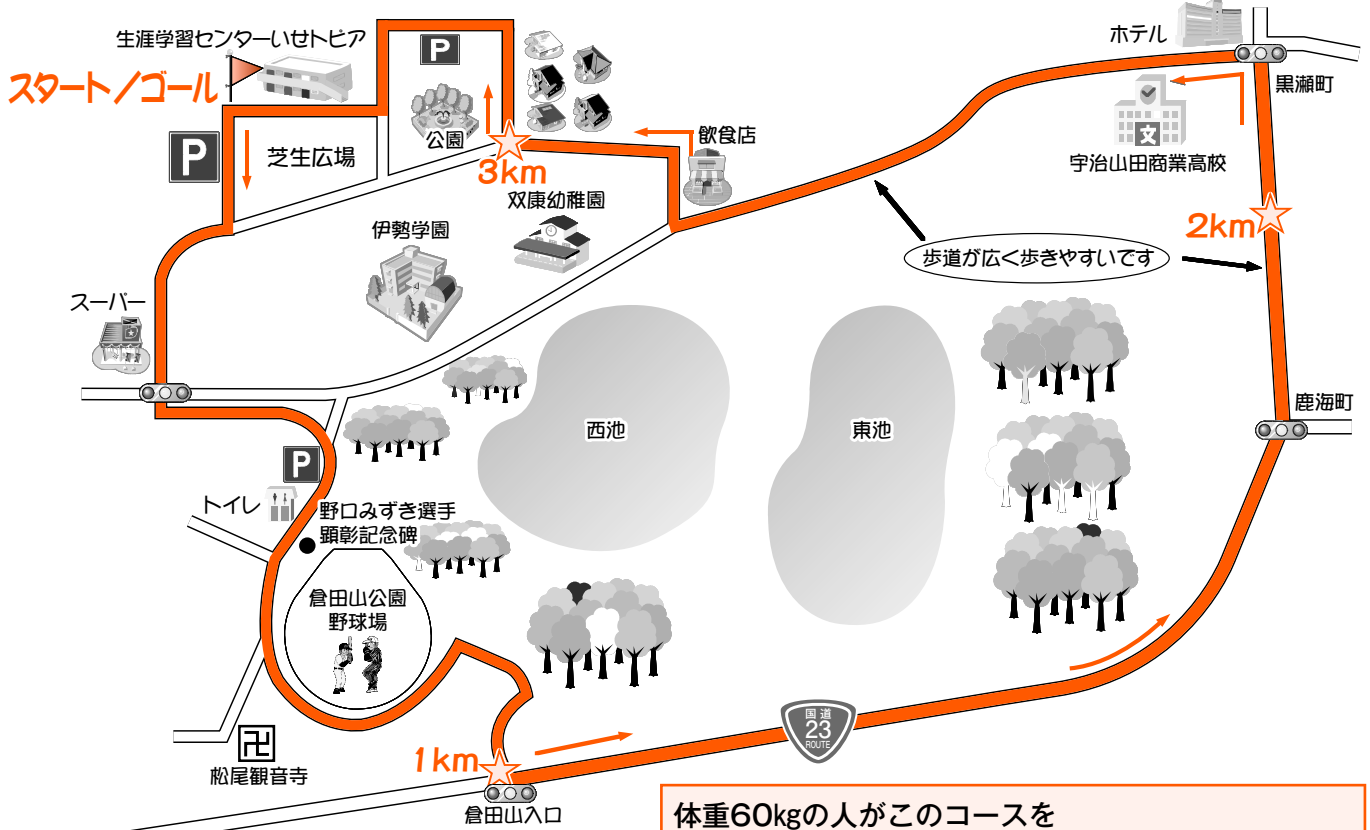 生涯学習センターいせトピア
スタート/ゴール
P
P
芝生広場
公園
3km
飲食店
ホテル
黒瀬町
文
宇治山田商業高校
双康幼稚園
伊勢学園
2km
歩道が広く歩きやすいです
スーパー
西池
東池
鹿海町
P
トイレ
野口みずき選手
顕彰記念碑
倉田山公園
野球場
国道
23
ROUTE
卍
松尾観音寺
1km
倉田山入口
体重60kgの人がこのコースを